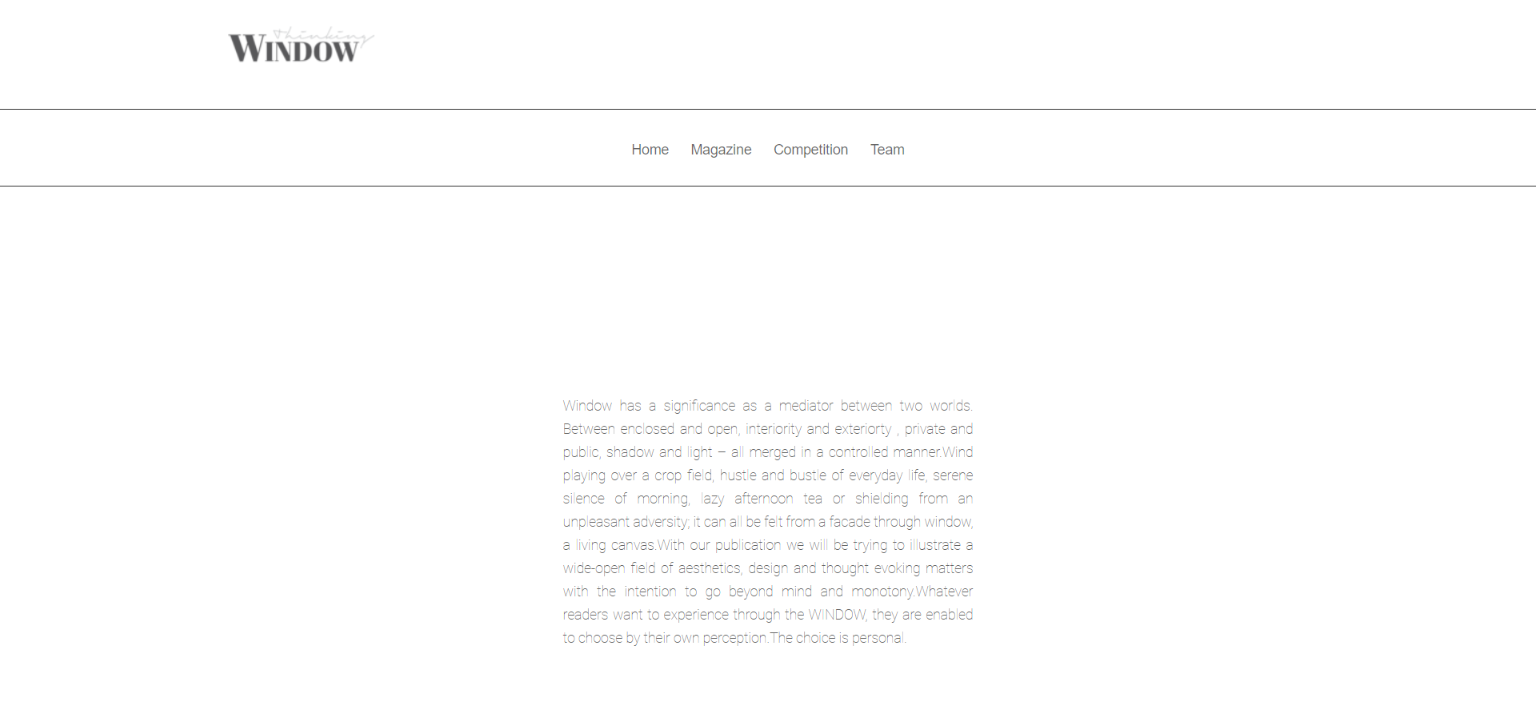 thinking
WINDOW
Home Magazine Competition Team
Window has a significance as a mediator between two worlds.
Between enclosed and open, interiority and exteriorty , private and
public, shadow and light – all merged in a controlled manner.Wind
playing over a crop field, hustle and bustle of everyday life, serene
silence of morning, lazy afternoon tea or shielding from an
unpleasant adversity; it can all be felt from a facade through window,
a living canvas.With our publication we will be trying to illustrate a
wide-open field of aesthetics, design and thought evoking matters
with the intention to go beyond mind and monotony.Whatever
readers want to experience through the WINDOW, they are enabled
to choose by their own perception.The choice is personal.